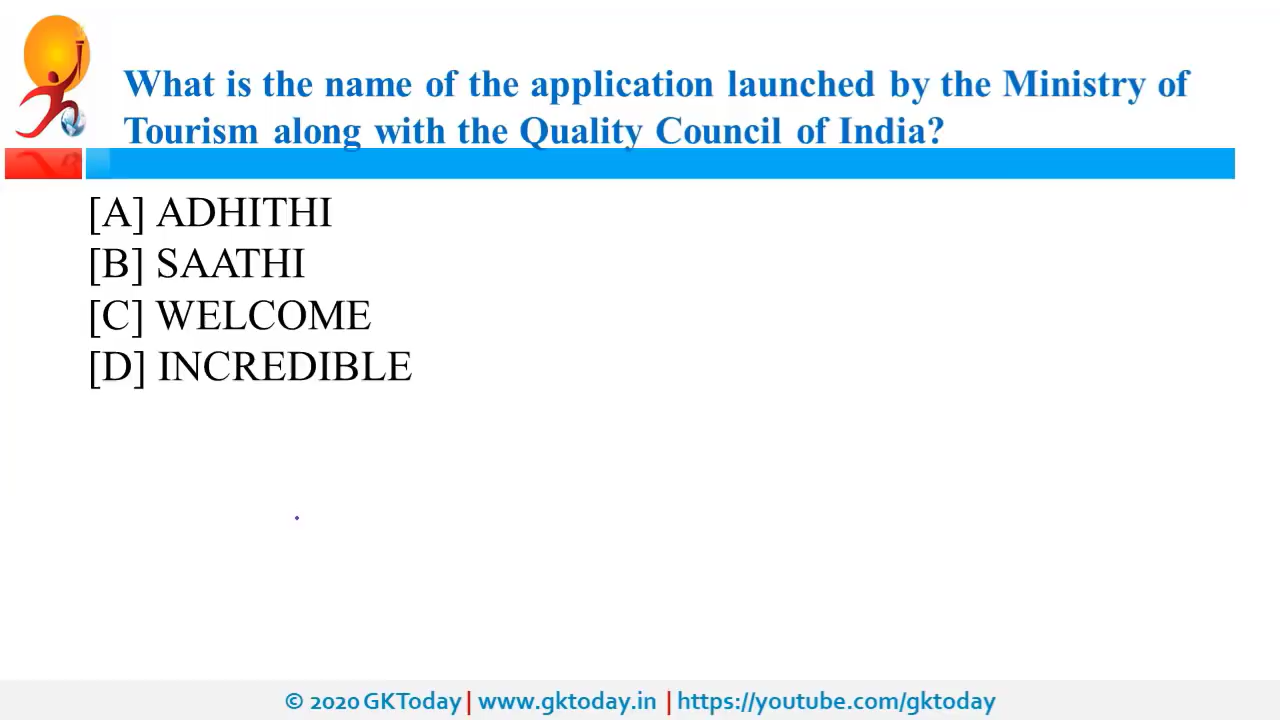 What is the name of the application launched by the Ministry of
Tourism along with the Quality Council of India?
[A] ADHITHI
[B] SAATHI
[C] WELCOME
[D] INCREDIBLE
© 2020 GKToday | www.gktoday.in | https://youtube.com/gktoday